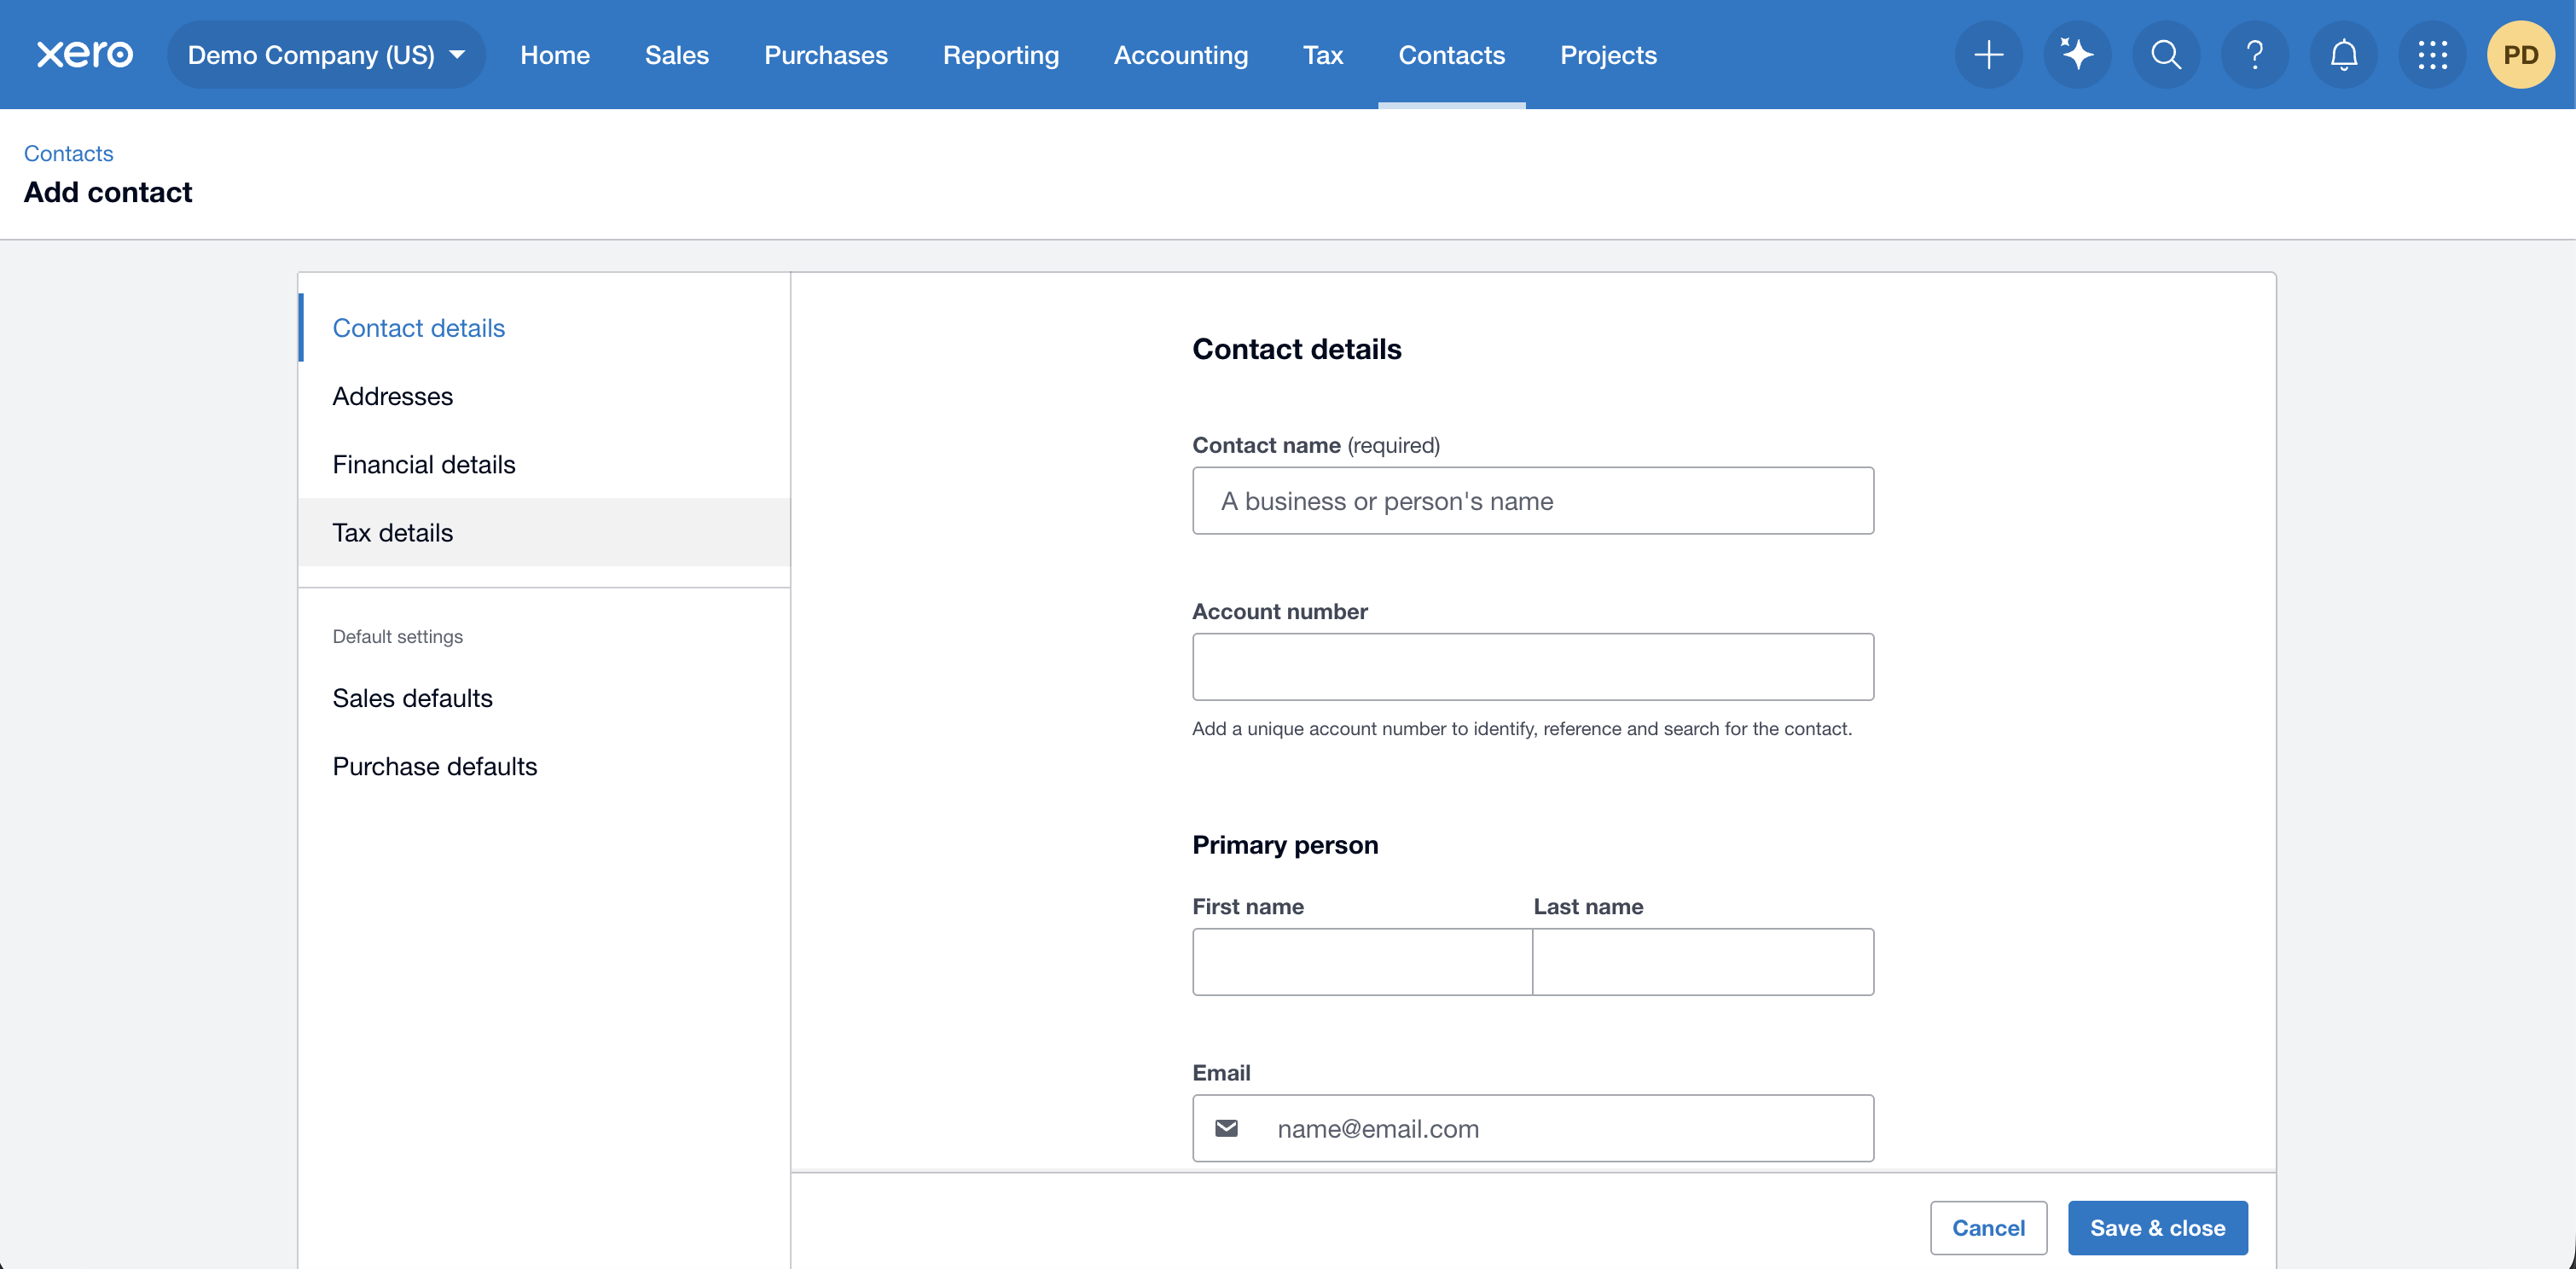 xero
Demo Company (US)
Home
Sales
Purchases
Reporting
Accounting
Tax
Contacts
Projects
PD
Contacts
Add contact
Contact details
Addresses
Financial details
Tax details
Default settings
Sales defaults
Purchase defaults
Contact details
Contact name (required)
A business or person's name
Account number
Add a unique account number to identify, reference and search for the contact.
Primary person
First name
Last name
Email
name@email.com
Cancel
Save & close